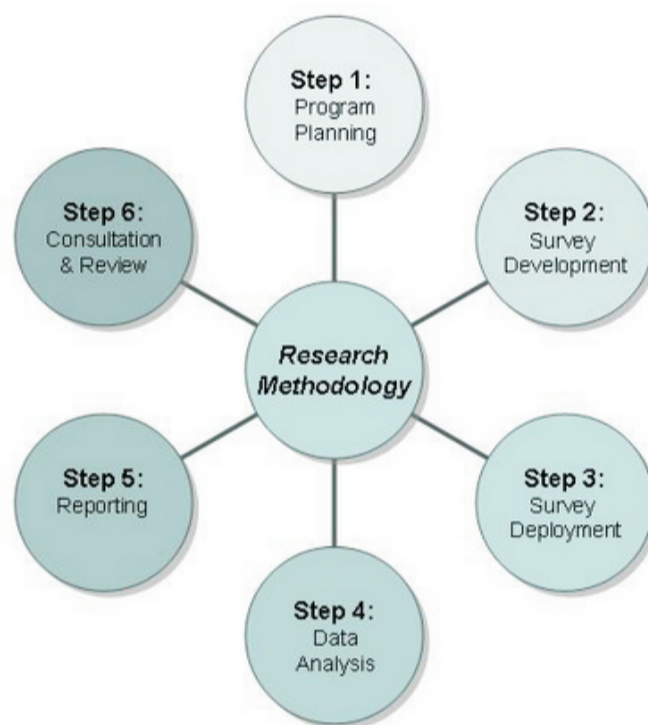 Step 1:
Program
Planning
Step 2:
Survey
Development
Step 3:
Survey
Deployment
Step 4:
Data
Analysis
Step 5:
Reporting
Step 6:
Consultation
& Review
Research
Methodology